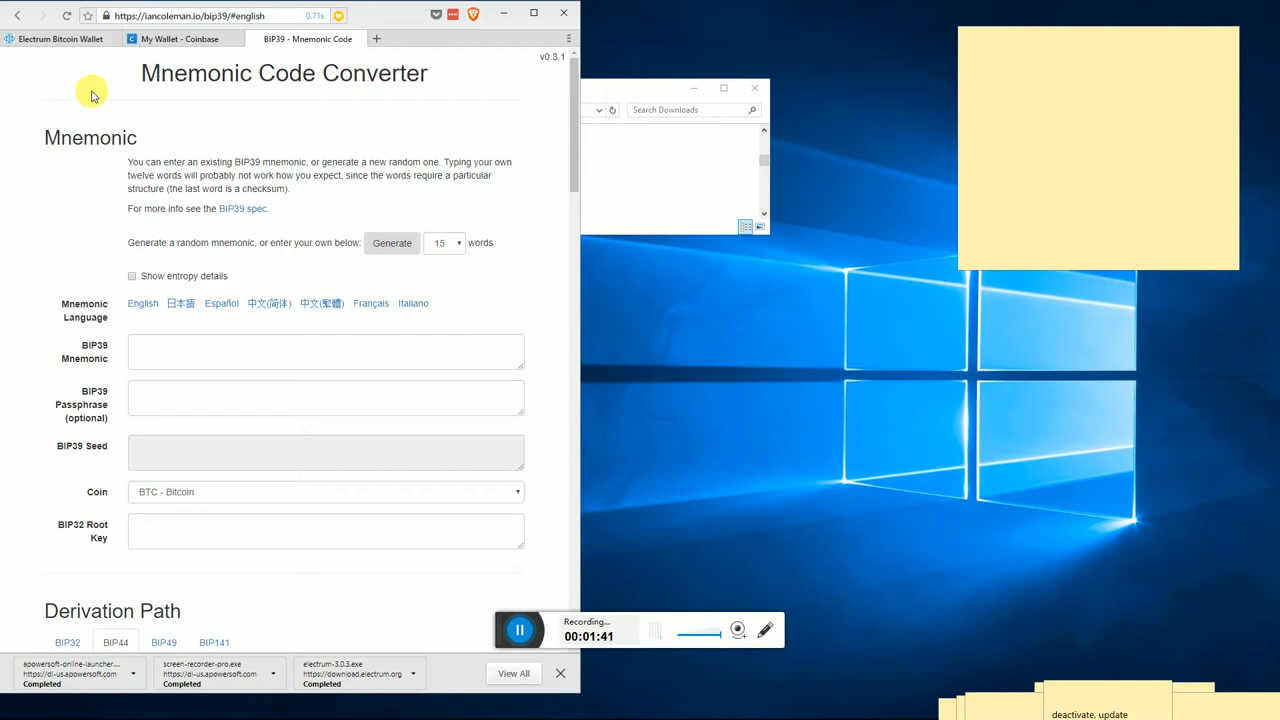 https://iancoleman.io/bip39/#english
0.71s
Electrum Bitcoin Wallet
My Wallet - Coinbase
BIP39 - Mnemonic Code
v0.3.1
Mnemonic Code Converter
Search Downloads
Mnemonic
You can enter an existing BIP39 mnemonic, or generate a new random one. Typing your own
twelve words will probably not work how you expect, since the words require a particular
structure (the last word is a checksum).
For more info see the BIP39 spec.
Generate a random mnemonic, or enter your own below: Generate 15 words
Show entropy details
Mnemonic
Language
English 日本語 Español 中文(简体) 中文(繁體) Français Italiano
BIP39
Mnemonic
BIP39
Passphrase
(optional)
BIP39 Seed
Coin
BTC - Bitcoin
BIP32 Root
Key
Derivation Path
BIP32 BIP44 BIP49 BIP141
Recording...
00:01:41
apowersoft-online-launcher....
https://dl-us.apowersoft.com
Completed
screen-recorder-pro.exe
https://dl-us.apowersoft.com
Completed
electrum-3.0.3.exe
https://download.electrum.org
Completed
View All
deactivate, update